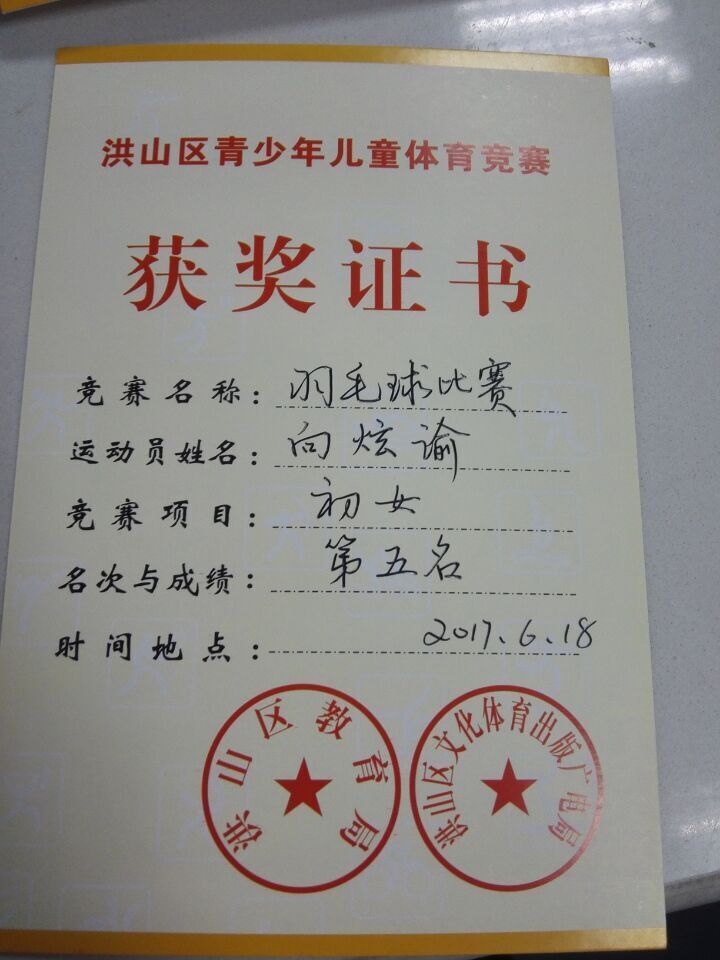 洪山区青少年儿童体育竞赛
获奖证书
竞赛名称：羽毛球比赛
运动员姓名：向炫谕
竞赛项目：初女
名次与成绩：第五名
时间地点：2017.6.18
洪山区教育局
洪山区文化体育出版广电局